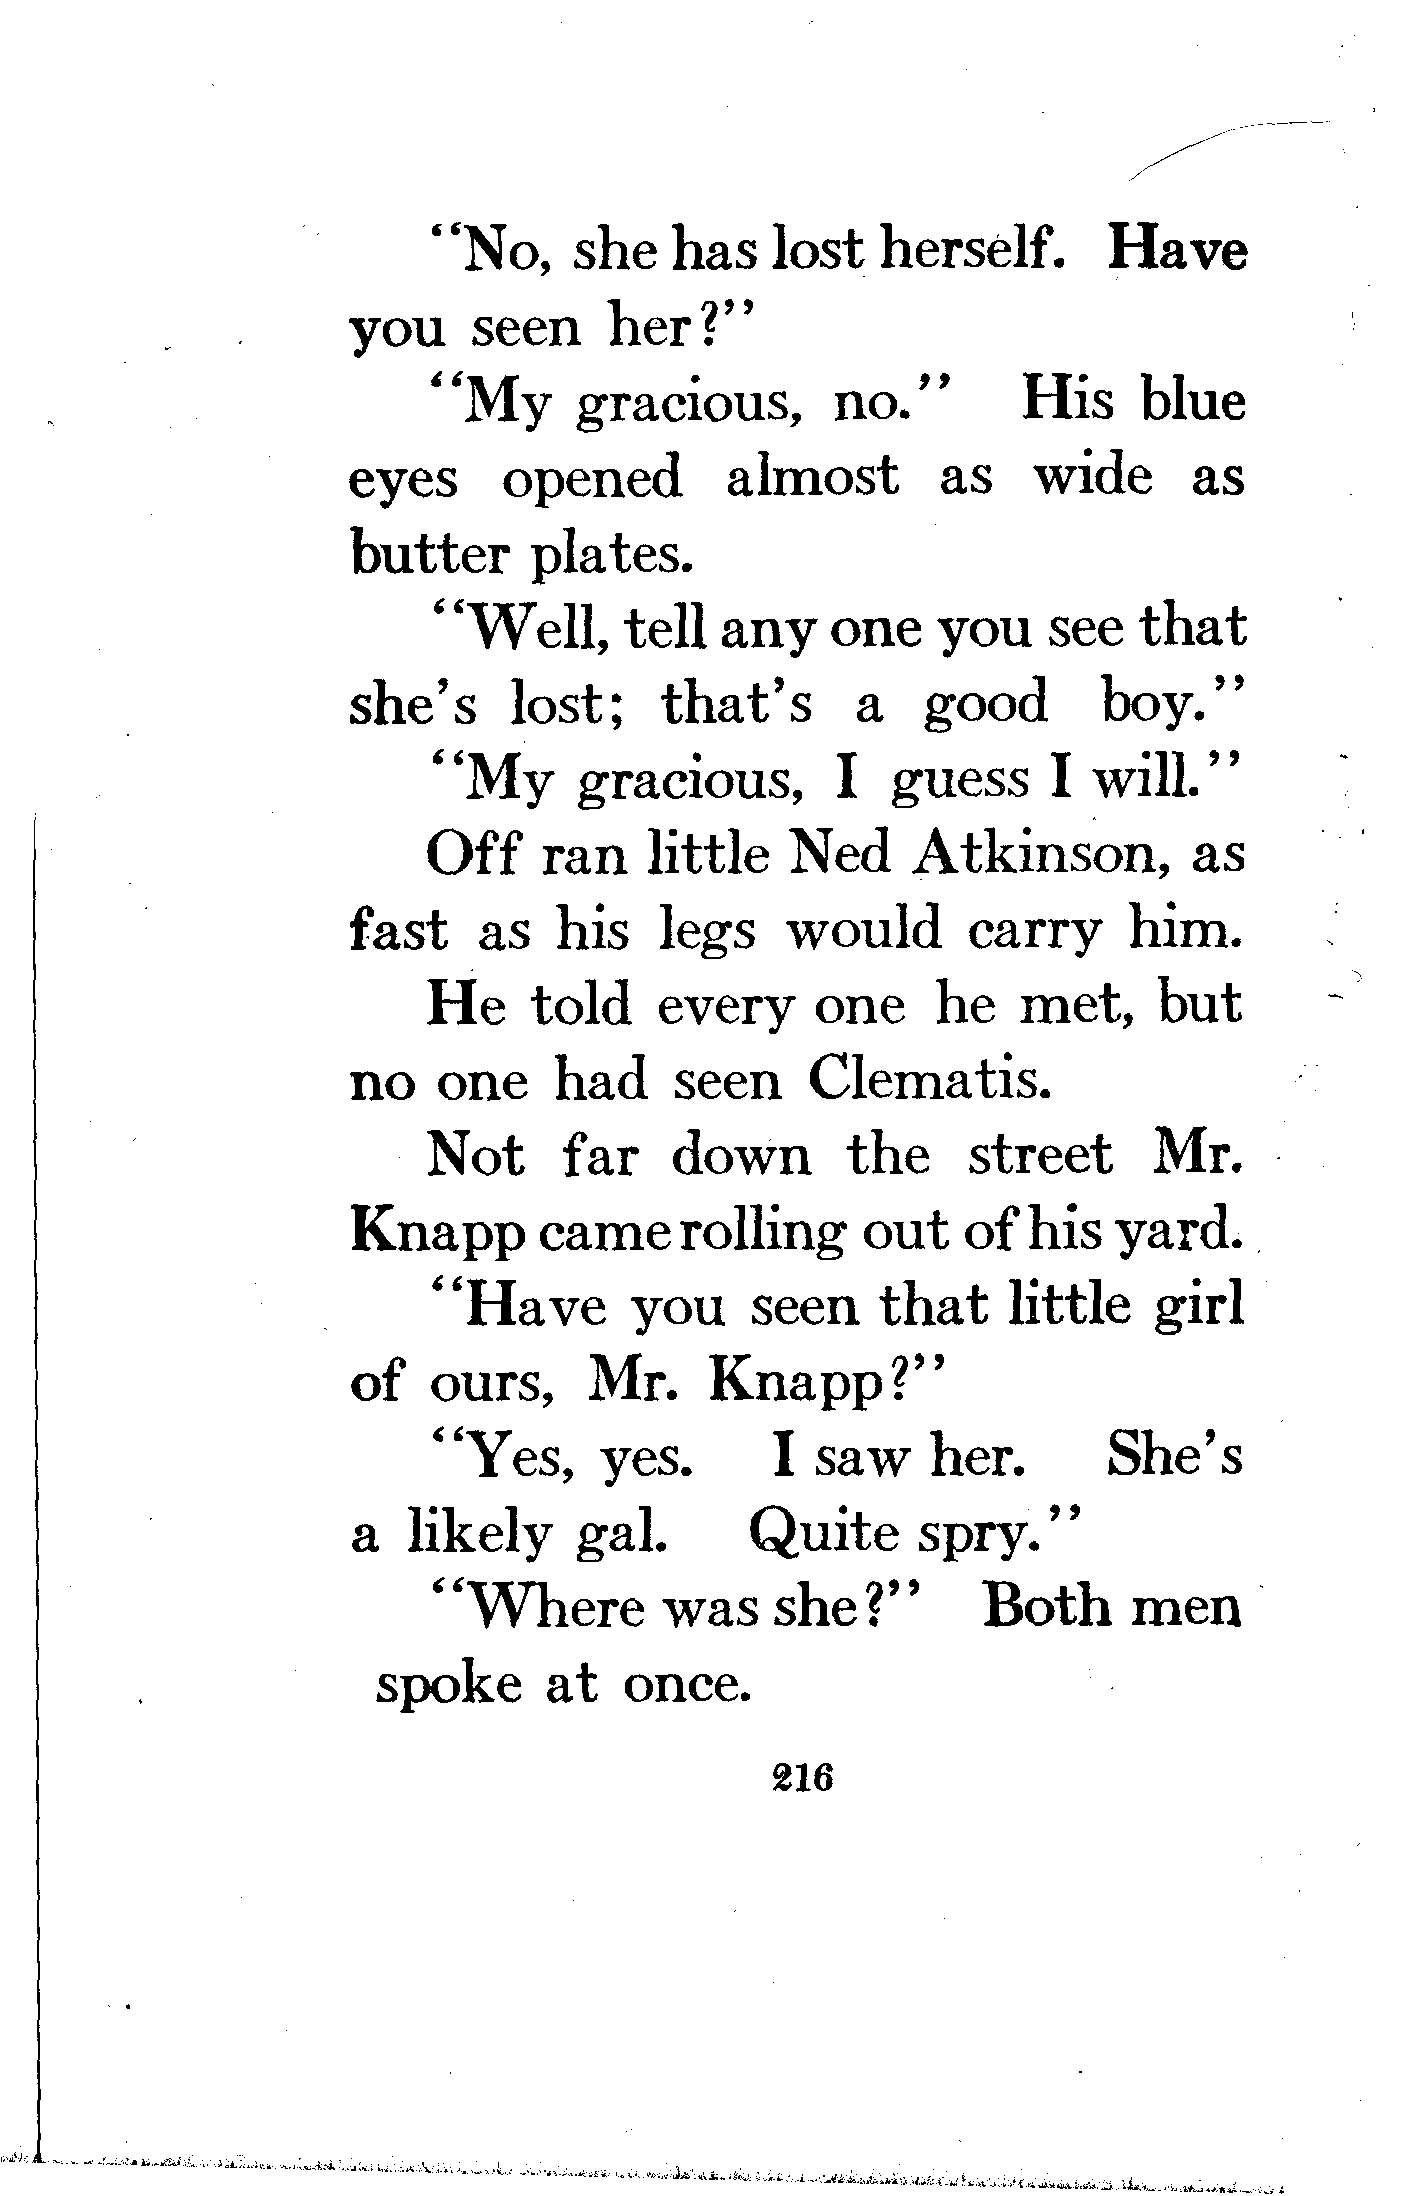 “No, she has lost herself. Have
you seen her?”
“My gracious, no.” His blue
eyes opened almost as wide as
butter plates.
“Well, tell any one you see that
she’s lost; that’s a good boy.”
“My gracious, I guess I will.”
Off ran little Ned Atkinson, as
fast as his legs would carry him.
He told every one he met, but
no one had seen Clematis.
Not far down the street Mr.
Knapp came rolling out of his yard.
“Have you seen that little girl
of ours, Mr. Knapp?”
“Yes, yes. I saw her. She’s
a likely gal. Quite spry.”
“Where was she?” Both men
spoke at once.
216